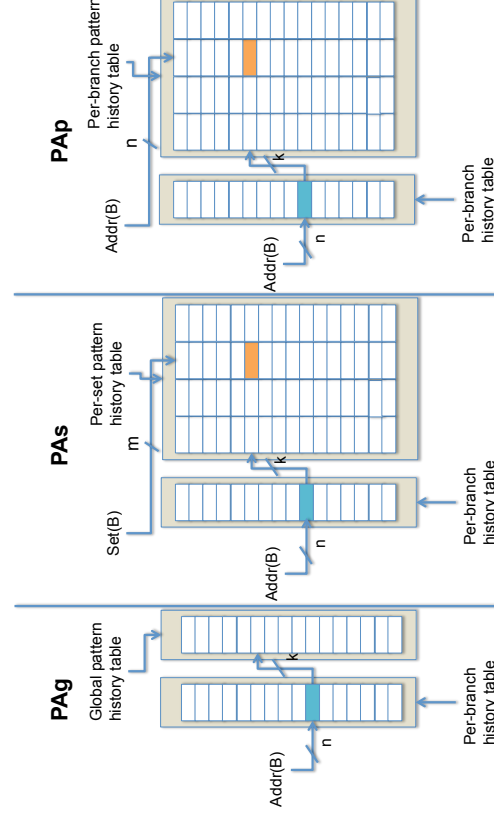 PAg
Global pattern
history table
Addr(B)
n
k
Per-branch
history table
PAs
Set(B)
m
Per-set pattern
history table
Addr(B)
n
k
Per-branch
history table
PAp
Addr(B)
n
Per-branch pattern
history table
Addr(B)
n
k
Per-branch
history table